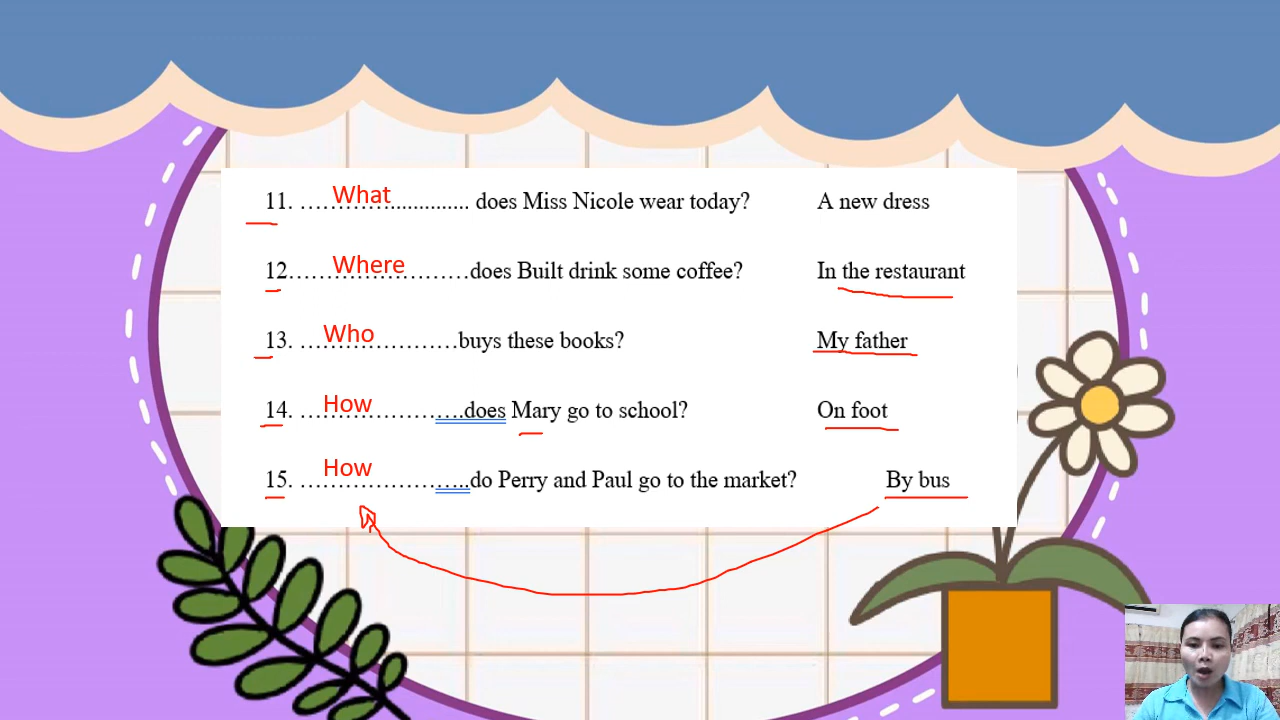 11. ………….............. does Miss Nicole wear today? A new dress
What
12……………………does Built drink some coffee? In the restaurant
Where
13. …………………buys these books? My father
Who
14. …………………..….does Mary go to school? On foot
How
15. …………………..…..do Perry and Paul go to the market? By bus
How